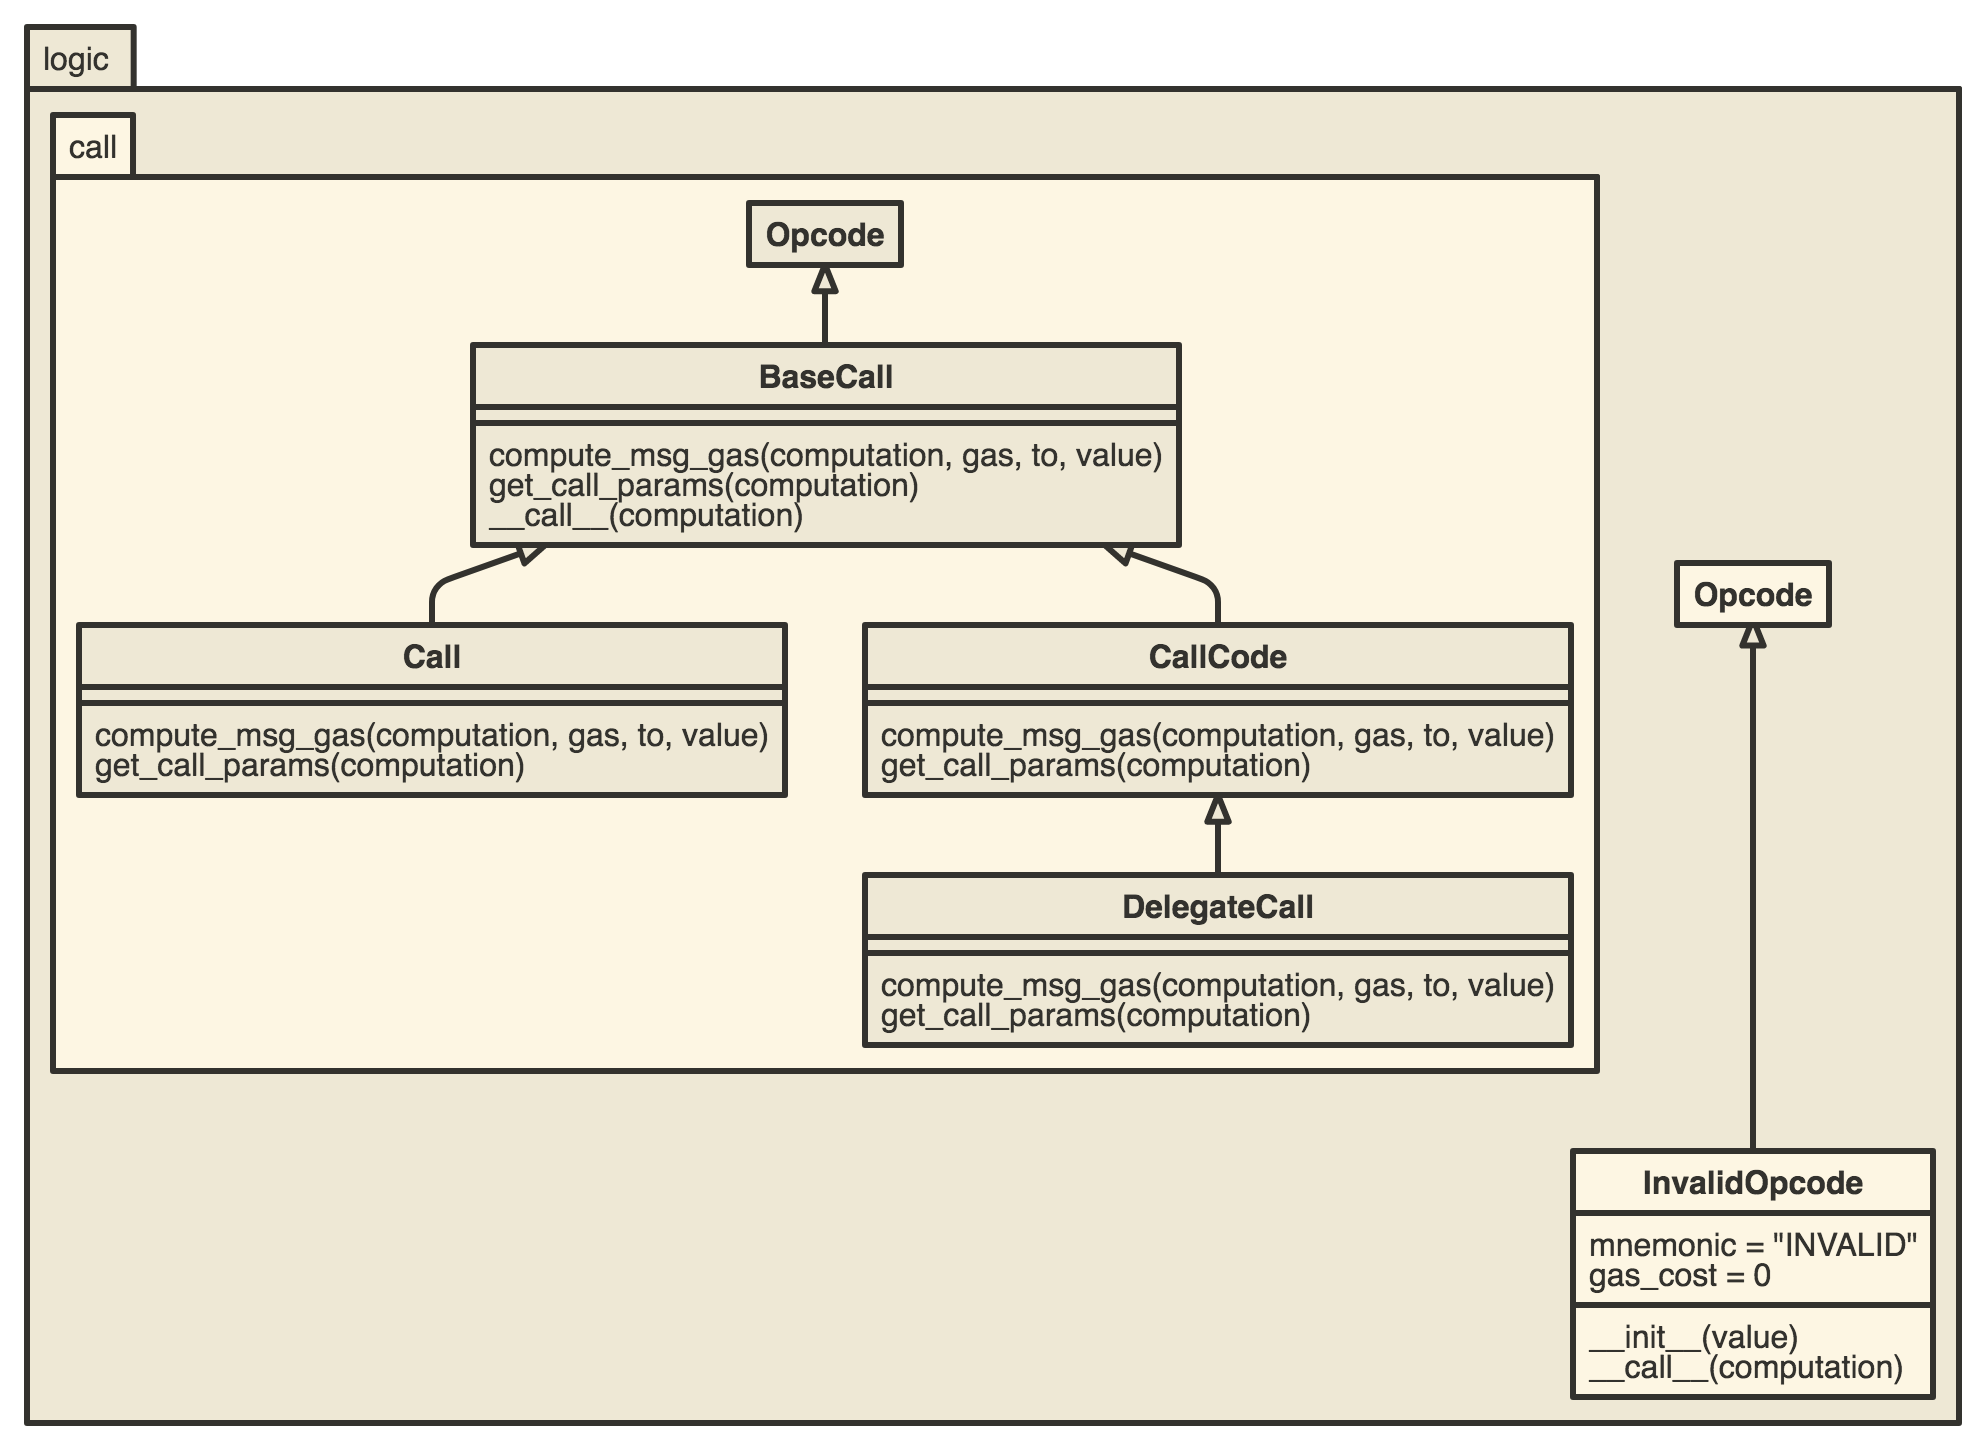 logic
call
Opcode
BaseCall
compute_msg_gas(computation, gas, to, value)
get_call_params(computation)
__call__(computation)
Call
compute_msg_gas(computation, gas, to, value)
get_call_params(computation)
CallCode
compute_msg_gas(computation, gas, to, value)
get_call_params(computation)
DelegateCall
compute_msg_gas(computation, gas, to, value)
get_call_params(computation)
Opcode
InvalidOpcode
mnemonic = "INVALID"
gas_cost = 0
__init__(value)
__call__(computation)